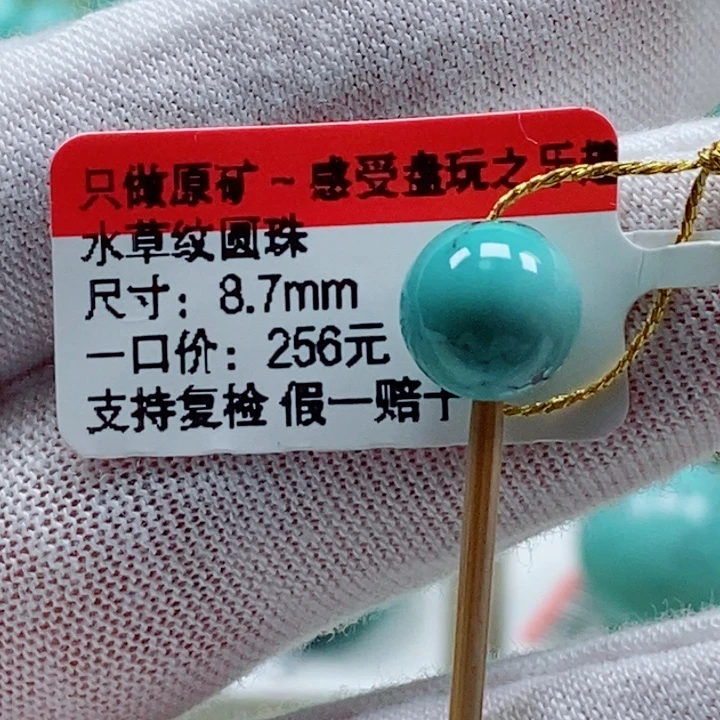 只做原矿~感受盘玩之乐趣
水草纹圆珠
尺寸：8.7mm
一口价：256元
支持复检 假一赔十